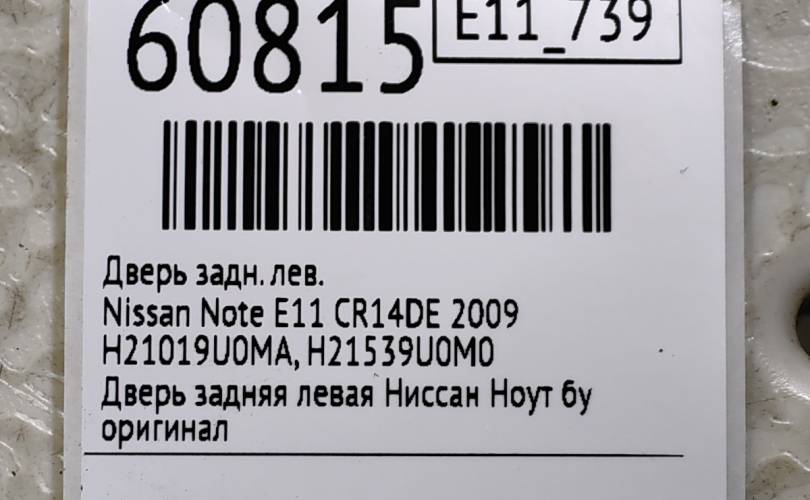 60815
E11_739
Дверь задн. лев.
Nissan Note E11 CR14DE 2009
H21019U0MA, H21539U0M0
Дверь задняя левая Ниссан Ноут бу
оригинал